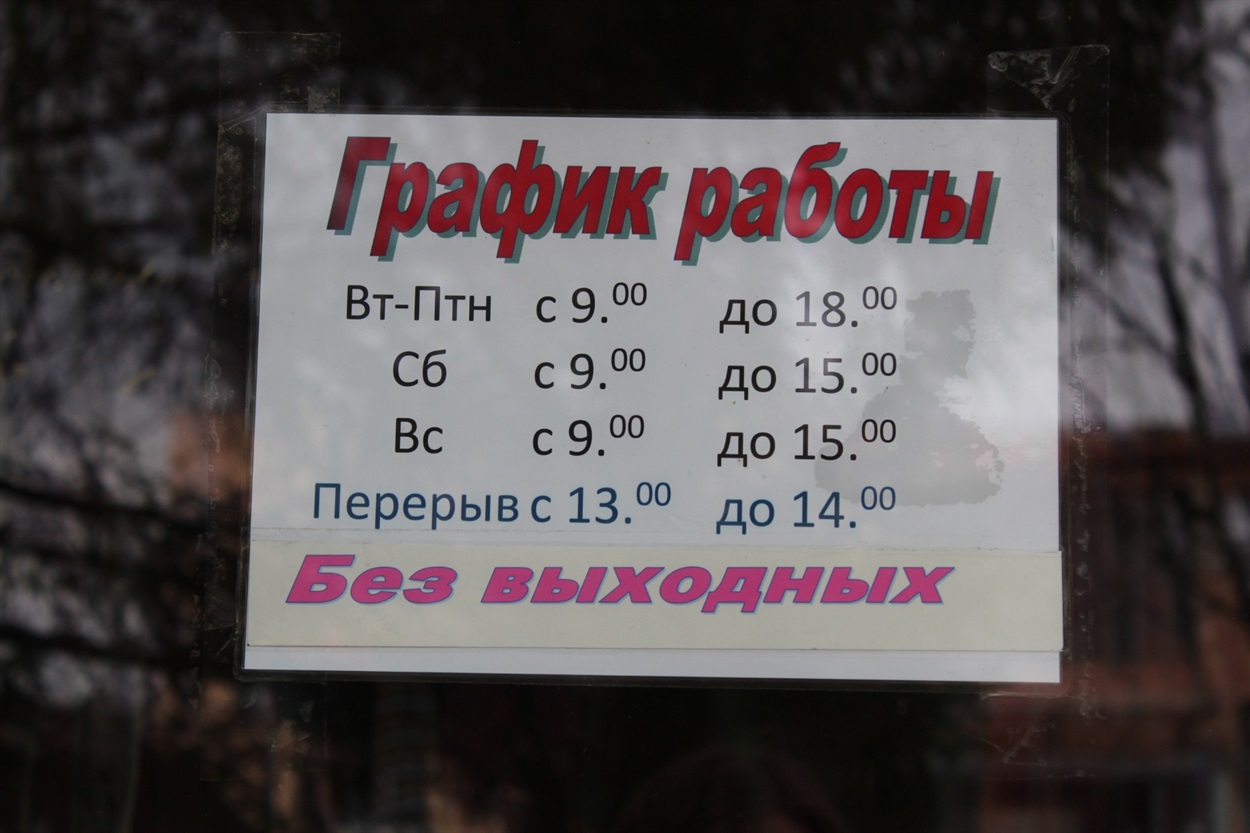 График работы
Вт-Птн с 9.00 до 18.00
Сб с 9.00 до 15.00
Вс с 9.00 до 15.00
Перерыв с 13.00 до 14.00
Без выходных